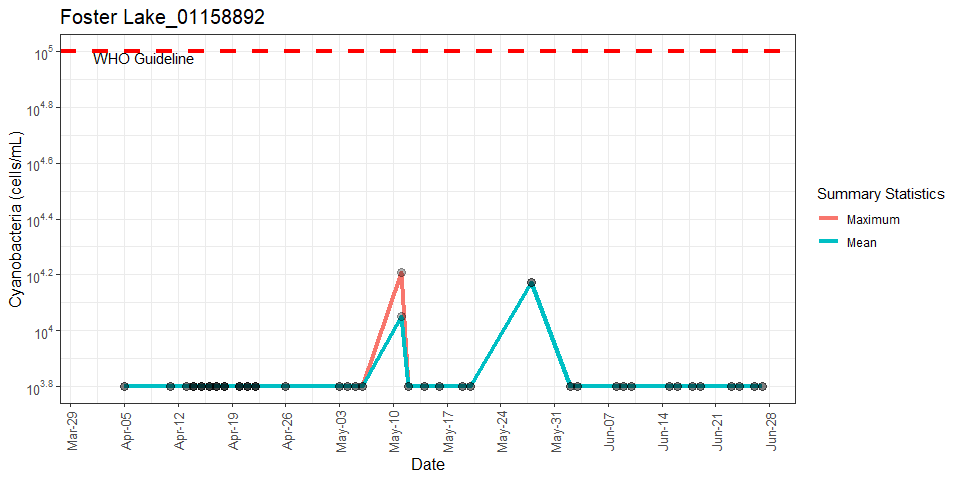 Foster Lake_01158892
Cyanobacteria (cells/mL)
10^5
10^4.8
10^4.6
10^4.4
10^4.2
10^4
10^3.8
WHO Guideline
Mar-29
Apr-05
Apr-12
Apr-19
Apr-26
May-03
May-10
May-17
May-24
May-31
Jun-07
Jun-14
Jun-21
Jun-28
Date
Summary Statistics
Maximum
Mean